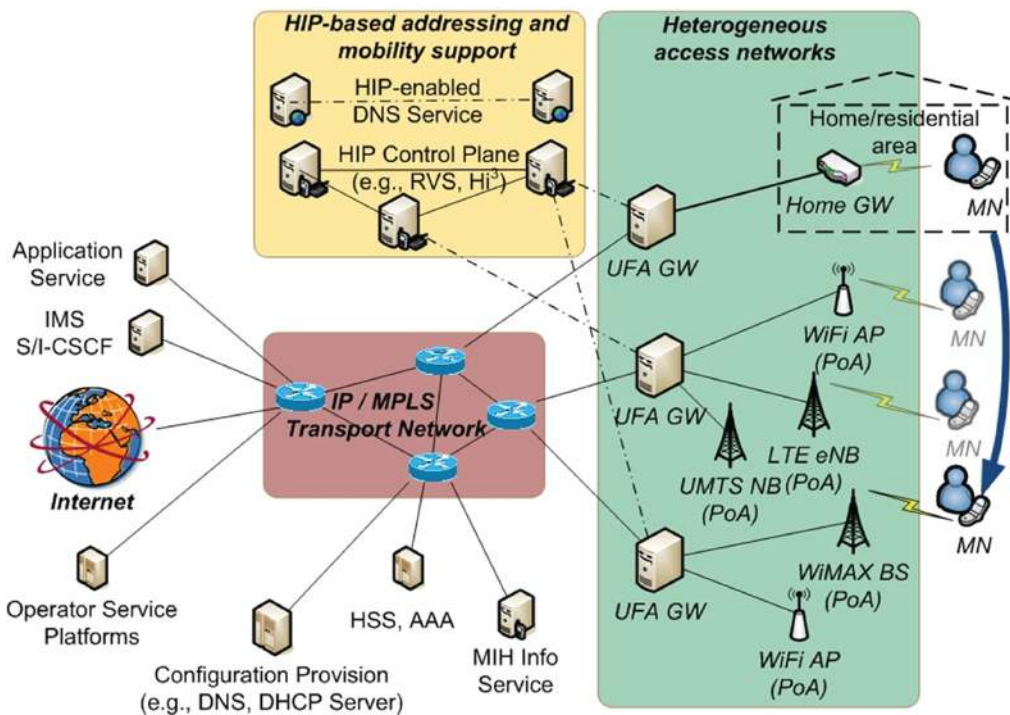 HIP-based addressing and
mobility support
HIP-enabled
DNS Service
HIP Control Plane
(e.g., RVS, Hi³)
Heterogeneous
access networks
Home/residential
area
Home GW
MN
UFA GW
Application
Service
IMS
S/I-CSCF
Internet
Operator Service
Platforms
IP / MPLS
Transport Network
Configuration Provision
(e.g., DNS, DHCP Server)
HSS, AAA
MIH Info
Service
WiFi AP
(PoA)
MN
UFA GW
LTE eNB
(PoA)
UMTS NB
(PoA)
MN
UFA GW
WiMAX BS
(PoA)
MN
WiFi AP
(PoA)